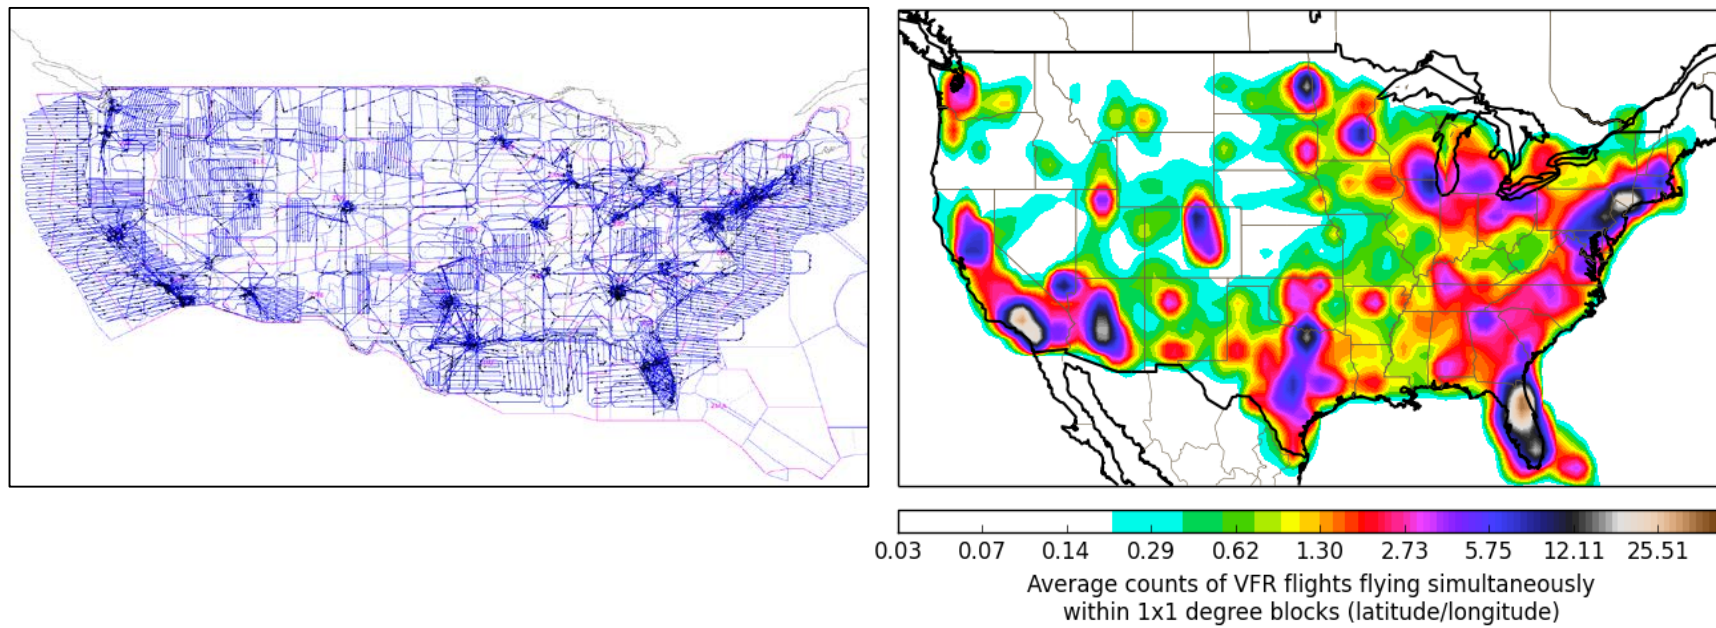 0.03 0.07 0.14 0.29 0.62 1.30 2.73 5.75 12.11 25.51
Average counts of VFR flights flying simultaneously
within 1x1 degree blocks (latitude/longitude)